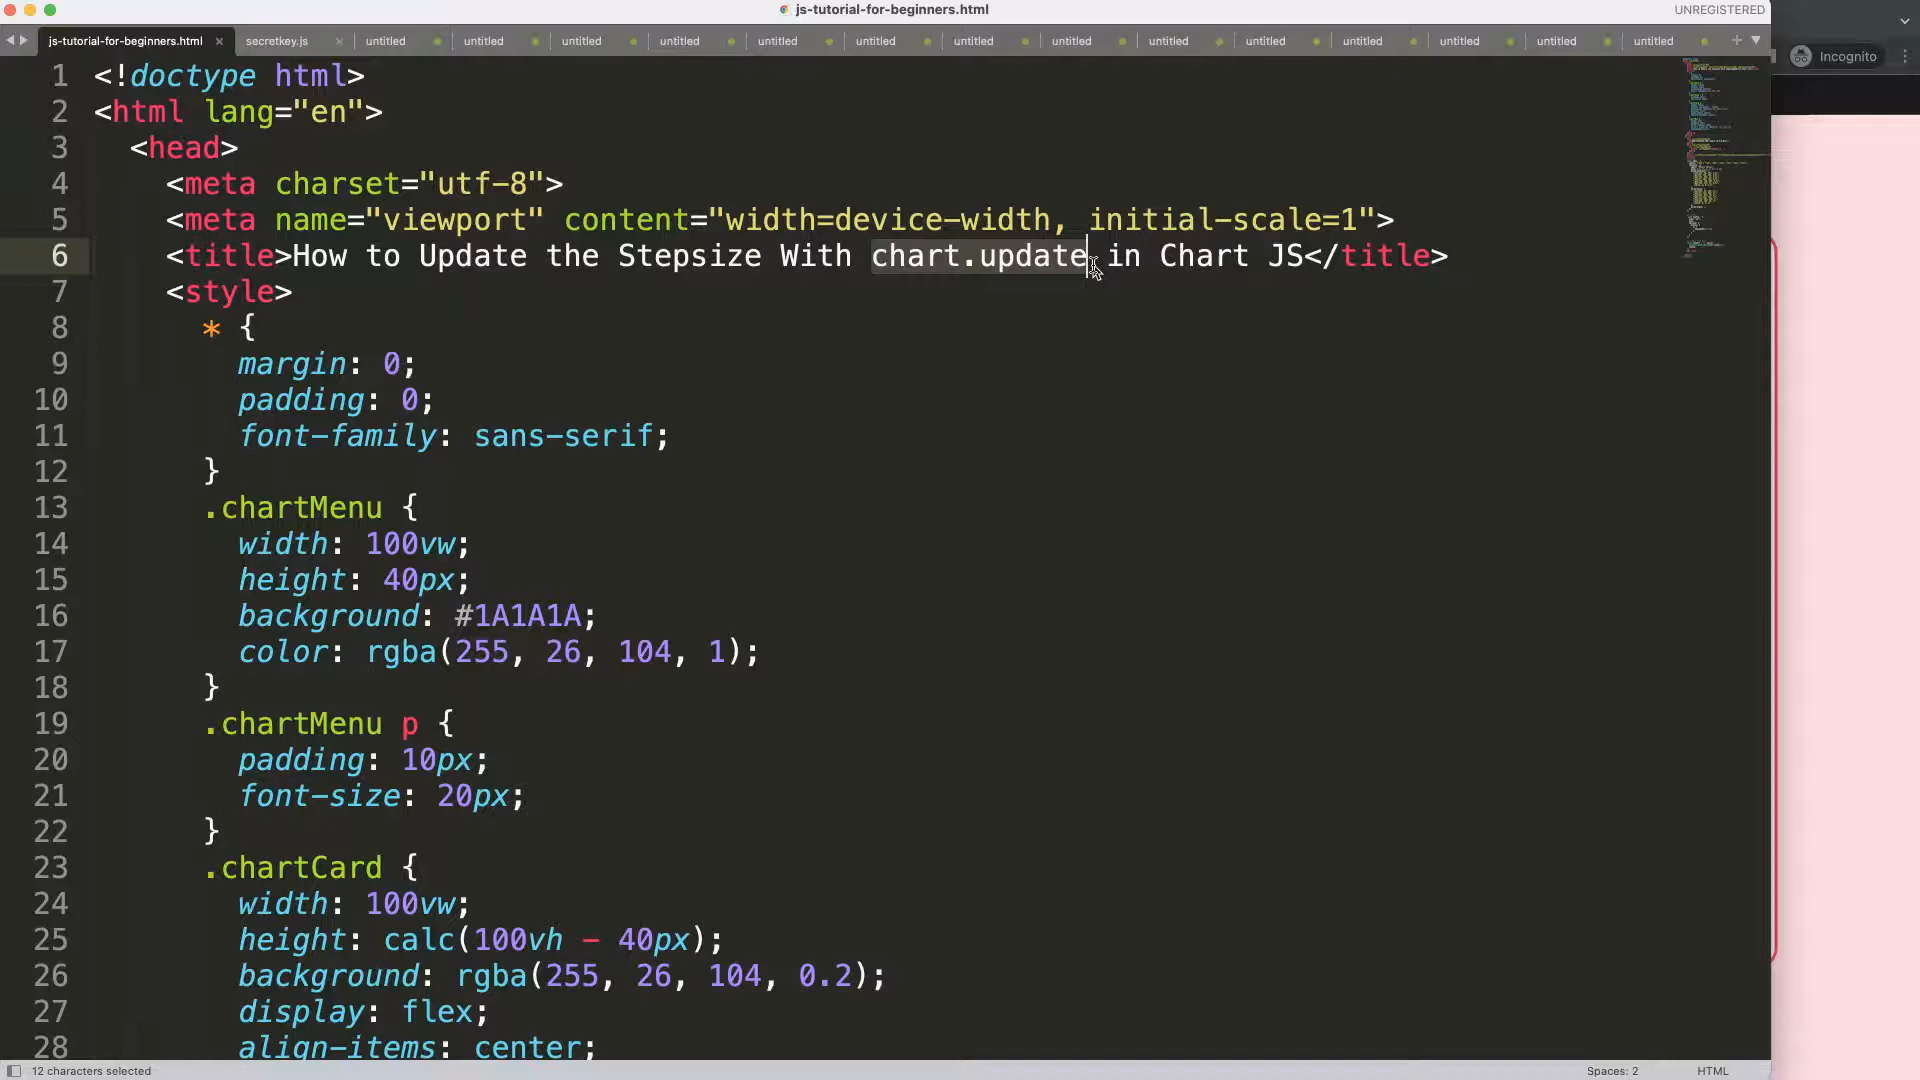 js-tutorial-for-beginners.html
UNREGISTERED
js-tutorial-for-beginners.html × secretkey.js × untitled untitled untitled untitled untitled untitled untitled untitled untitled untitled untitled untitled untitled untitled + ▼
Incognito
1 <!doctype html>
2 <html lang="en">
3 <head>
4 <meta charset="utf-8">
5 <meta name="viewport" content="width=device-width, initial-scale=1">
6 <title>How to Update the Stepsize With chart.update in Chart JS</title>
7 <style>
8 * {
9 margin: 0;
10 padding: 0;
11 font-family: sans-serif;
12 }
13 .chartMenu {
14 width: 100vw;
15 height: 40px;
16 background: #1A1A1A;
17 color: rgba(255, 26, 104, 1);
18 }
19 .chartMenu p {
20 padding: 10px;
21 font-size: 20px;
22 }
23 .chartCard {
24 width: 100vw;
25 height: calc(100vh - 40px);
26 background: rgba(255, 26, 104, 0.2);
27 display: flex;
28 align-items: center;
12 characters selected
Spaces: 2
HTML